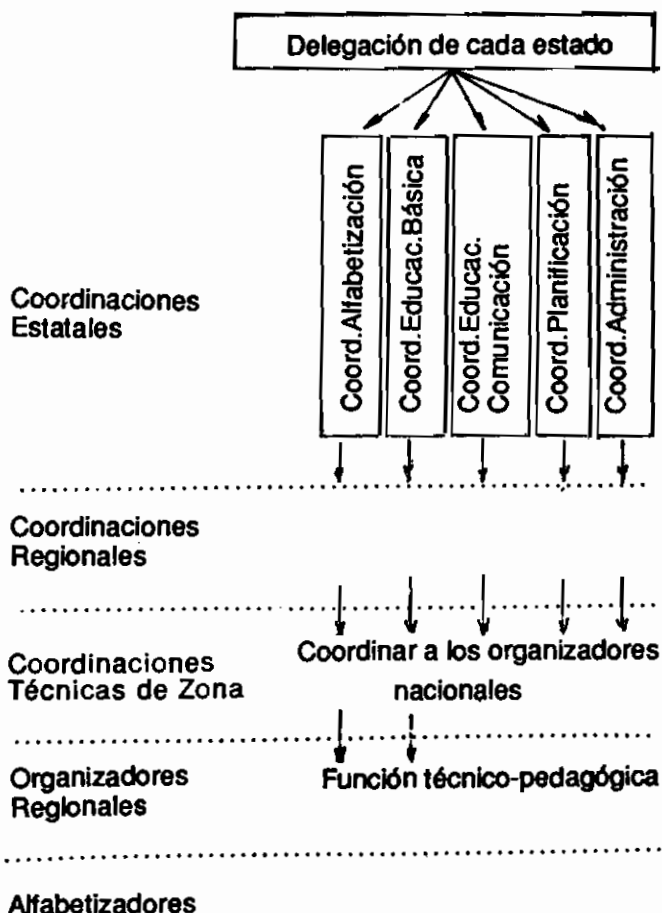 Delegación de cada estado
Coord.Alfabetización
Coord.Educac.Básica
Coord.Educac.
Comunicación
Coord.Planificación
Coord.Administración
Coordinaciones
Estatales
Coordinaciones
Regionales
Coordinaciones
Técnicas de Zona
Coordinar a los organizadores
nacionales
Organizadores
Regionales
Función técnico-pedagógica
Alfabetizadores